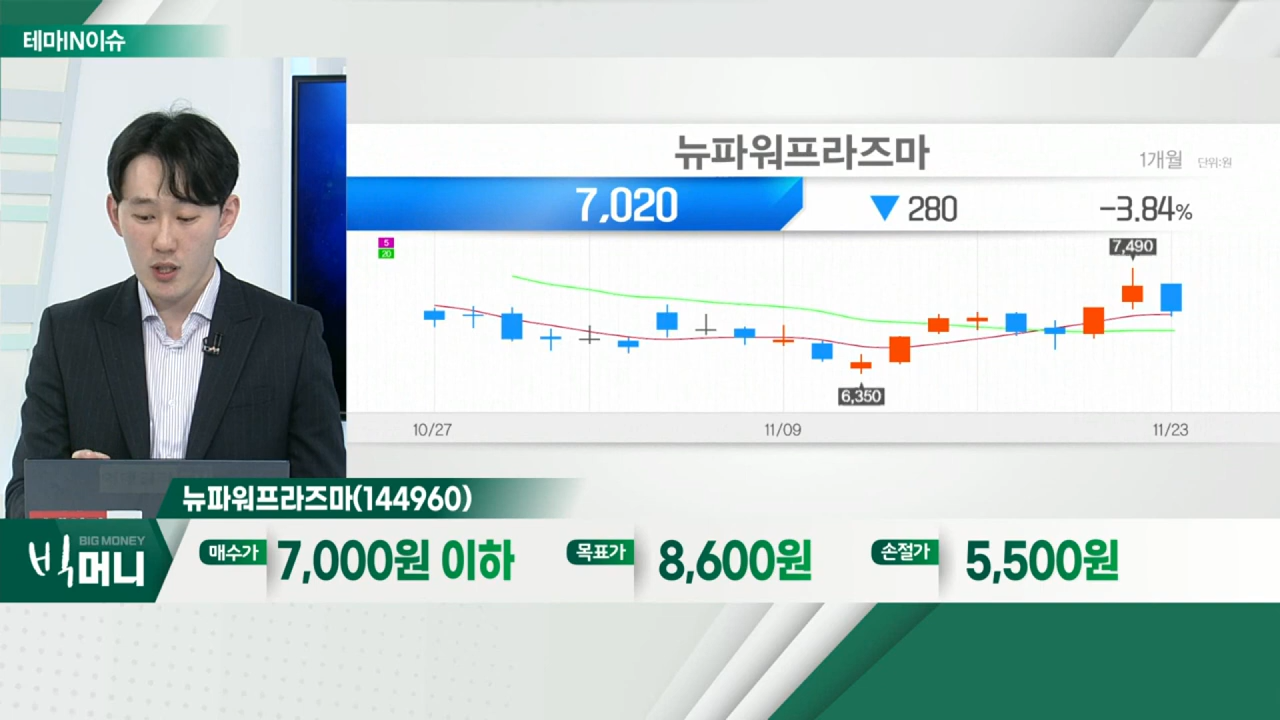 테마IN이슈
뉴파워프라즈마
1개월 단위:원
7,020 ▼ 280 -3.84%
5
20
7,490
6,350
10/27 11/09 11/23
뉴파워프라즈마(144960)
BIG MONEY
빅머니
매수가 7,000원 이하 목표가 8,600원 손절가 5,500원